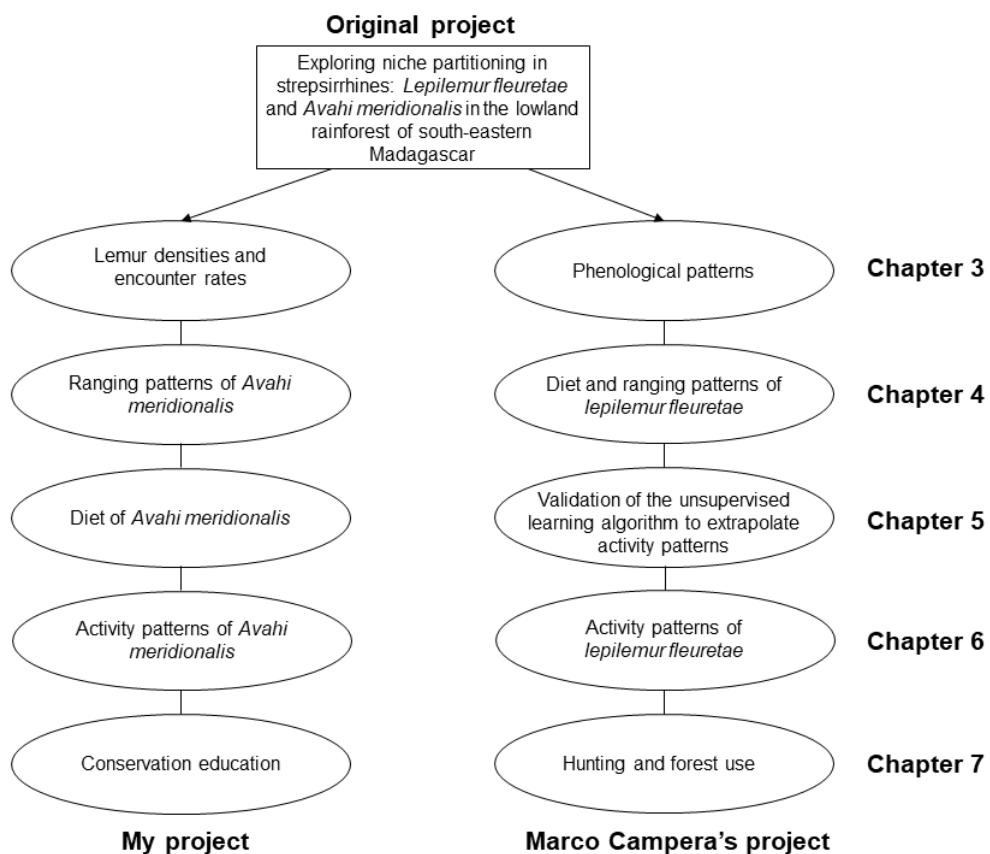 Original project
Exploring niche partitioning in
strepsirrhines: Lepilemur fleuretae
and Avahi meridionalis in the lowland
rainforest of south-eastern
Madagascar
Lemur densities and
encounter rates
Phenological patterns
Chapter 3
Ranging patterns of Avahi
meridionalis
Diet and ranging patterns of
lepilemur fleuretae
Chapter 4
Diet of Avahi meridionalis
Validation of the unsupervised
learning algorithm to extrapolate
activity patterns
Chapter 5
Activity patterns of Avahi
meridionalis
Activity patterns of
lepilemur fleuretae
Chapter 6
Conservation education
Hunting and forest use
Chapter 7
My project
Marco Campera's project